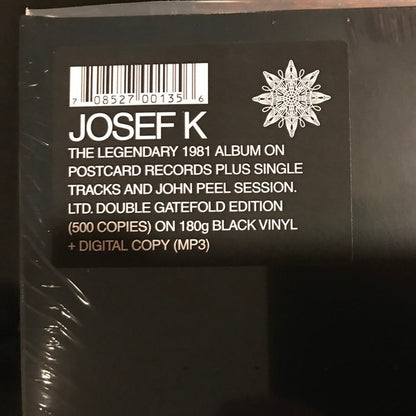 7 08527 00135 6
JOSEF K
THE LEGENDARY 1981 ALBUM ON
POSTCARD RECORDS PLUS SINGLE
TRACKS AND JOHN PEEL SESSION.
LTD. DOUBLE GATEFOLD EDITION
(500 COPIES) ON 180g BLACK VINYL
+ DIGITAL COPY (MP3)